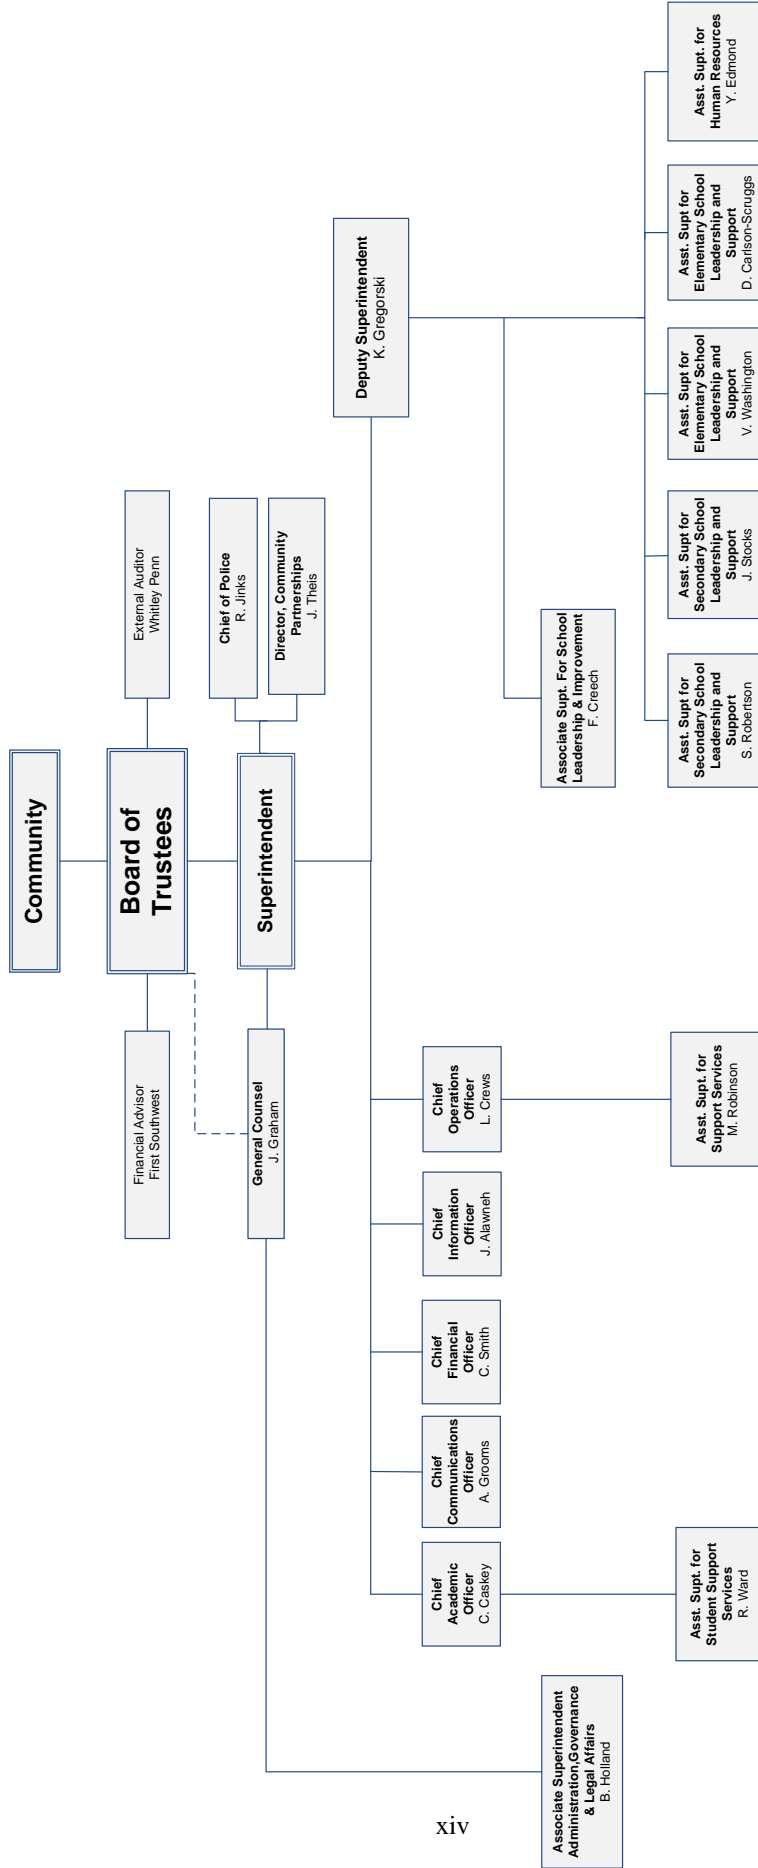 Community
Financial Advisor
First Southwest
Board of
Trustees
External Auditor
Whitley Penn
General Counsel
J. Graham
Superintendent
Chief of Police
R. Jinks
Director, Community
Partnerships
J. Theis
Deputy Superintendent
K. Gregorski
Chief
Academic
Officer
C. Caskey
Chief
Communications
Officer
A. Grooms
Chief
Financial
Officer
C. Smith
Chief
Information
Officer
J. Alawneh
Chief
Operations
Officer
L. Crews
Associate Superintendent
Administration,Governance
& Legal Affairs
B. Holland
Associate Supt. For School
Leadership & Improvement
F. Creech
Asst. Supt. for
Student Support
Services
R. Ward
Asst. Supt. for
Support Services
M. Robinson
Asst. Supt for
Secondary School
Leadership and
Support
S. Robertson
Asst. Supt for
Secondary School
Leadership and
Support
J. Stocks
Asst. Supt for
Elementary School
Leadership and
Support
V. Washington
Asst. Supt for
Elementary School
Leadership and
Support
D. Carlson-Scruggs
Asst. Supt. for
Human Resources
Y. Edmond
xiv